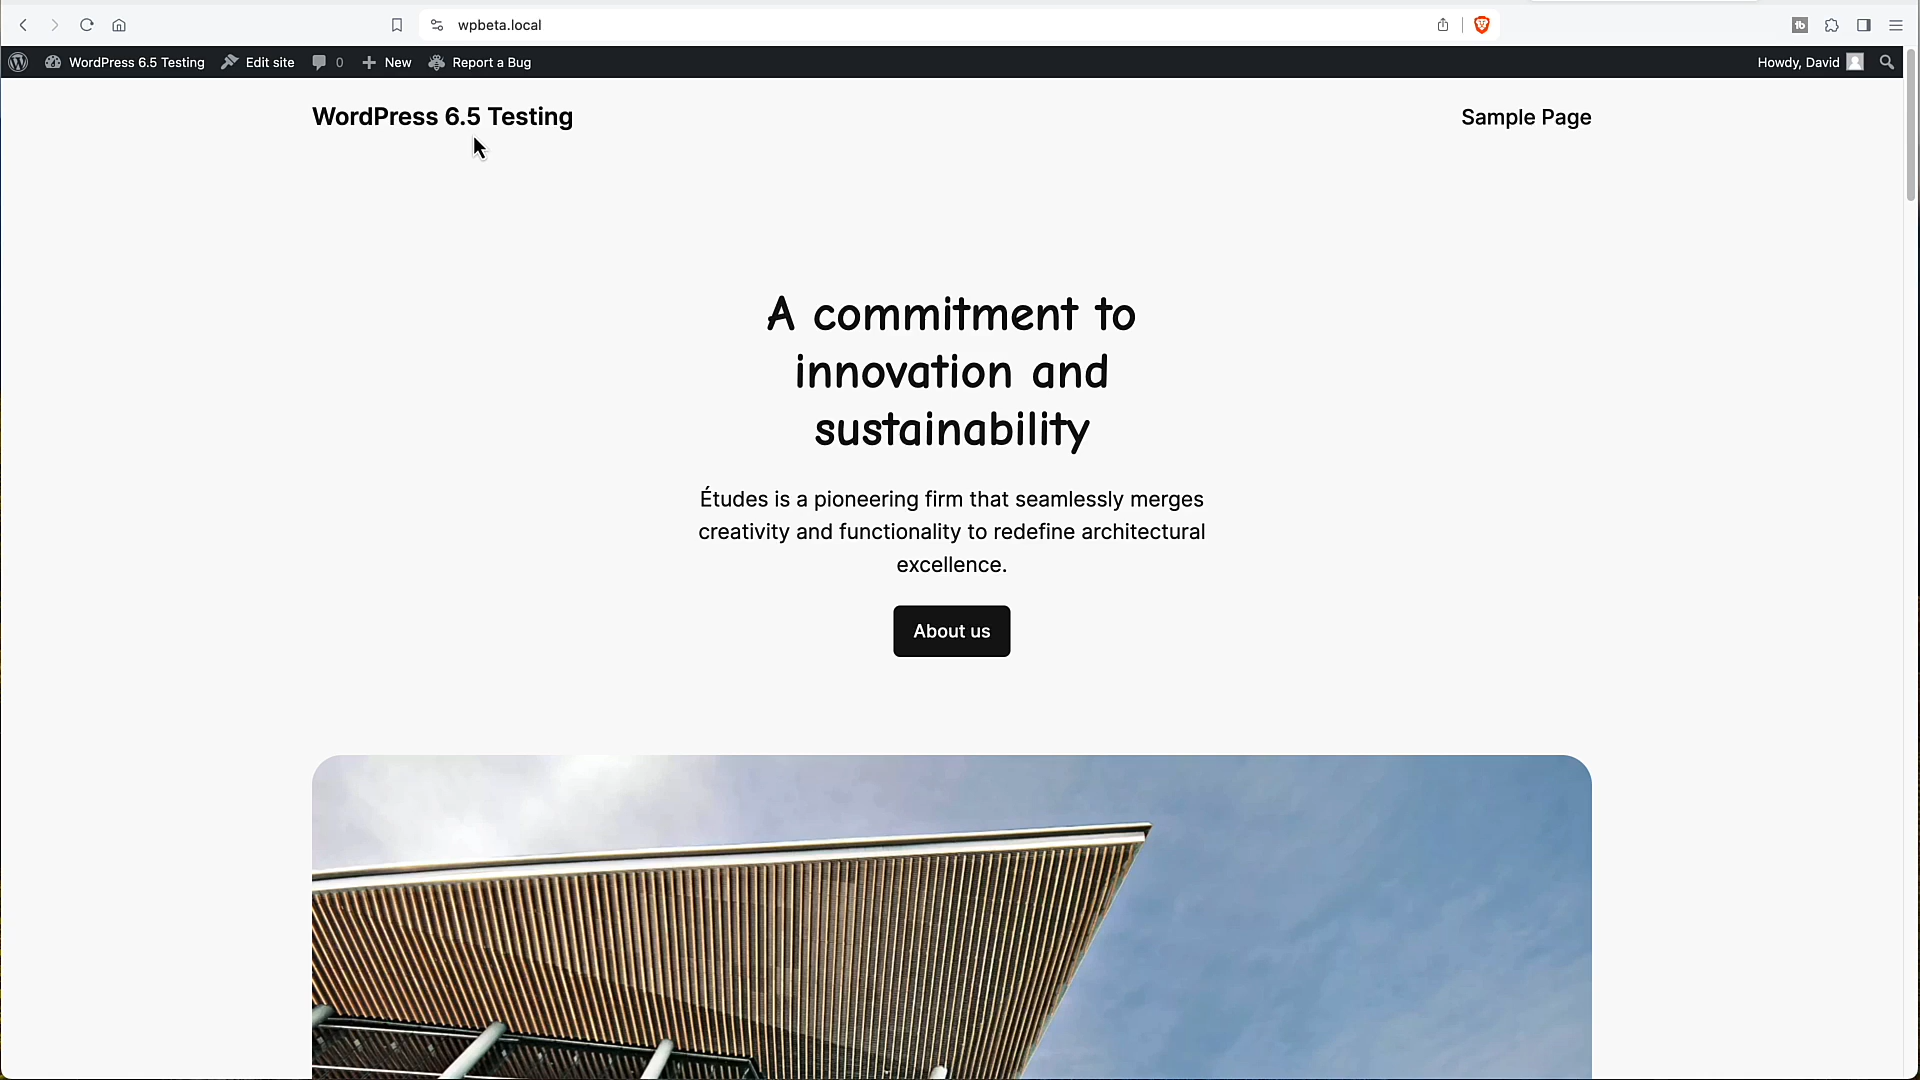 wpbeta.local
WordPress 6.5 Testing Edit site 0 New Report a Bug Howdy, David
WordPress 6.5 Testing Sample Page
A commitment to
innovation and
sustainability
Études is a pioneering firm that seamlessly merges
creativity and functionality to redefine architectural
excellence.
About us